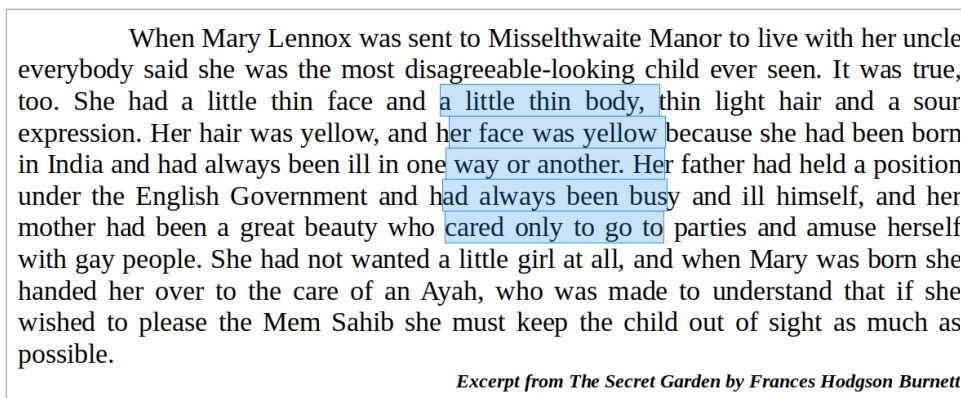 When Mary Lennox was sent to Misselthwaite Manor to live with her uncle
everybody said she was the most disagreeable-looking child ever seen. It was true,
too. She had a little thin face and a little thin body, thin light hair and a sour
expression. Her hair was yellow, and her face was yellow because she had been born
in India and had always been ill in one way or another. Her father had held a position
under the English Government and had always been busy and ill himself, and her
mother had been a great beauty who cared only to go to parties and amuse herself
with gay people. She had not wanted a little girl at all, and when Mary was born she
handed her over to the care of an Ayah, who was made to understand that if she
wished to please the Mem Sahib she must keep the child out of sight as much as
possible.
Excerpt from The Secret Garden by Frances Hodgson Burnett